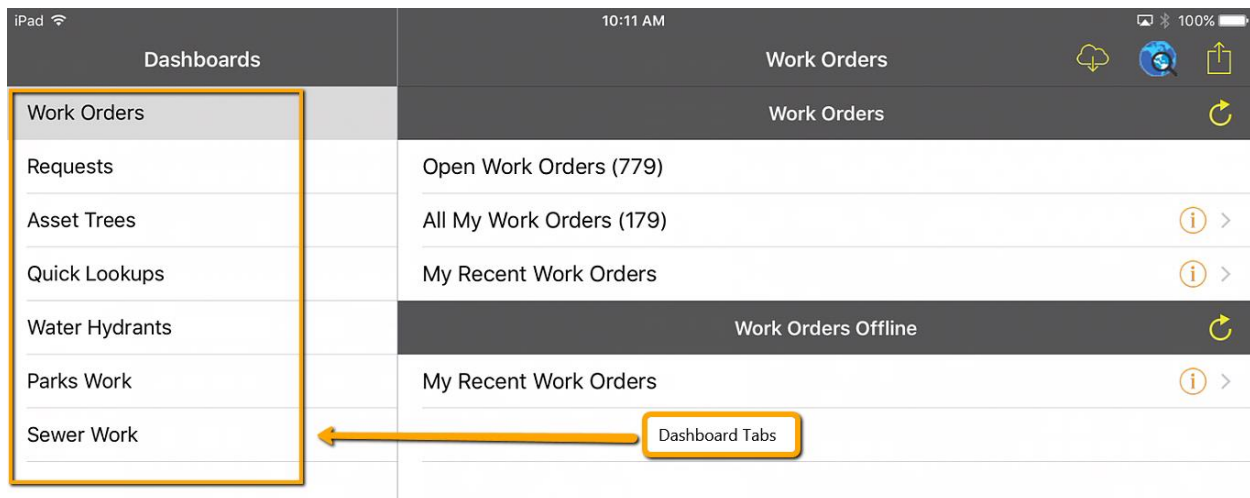 iPad
10:11 AM
100%
Dashboards
Work Orders
Work Orders
Requests
Asset Trees
Quick Lookups
Water Hydrants
Parks Work
Sewer Work
Work Orders
Open Work Orders (779)
All My Work Orders (179)
My Recent Work Orders
Work Orders Offline
My Recent Work Orders
Dashboard Tabs